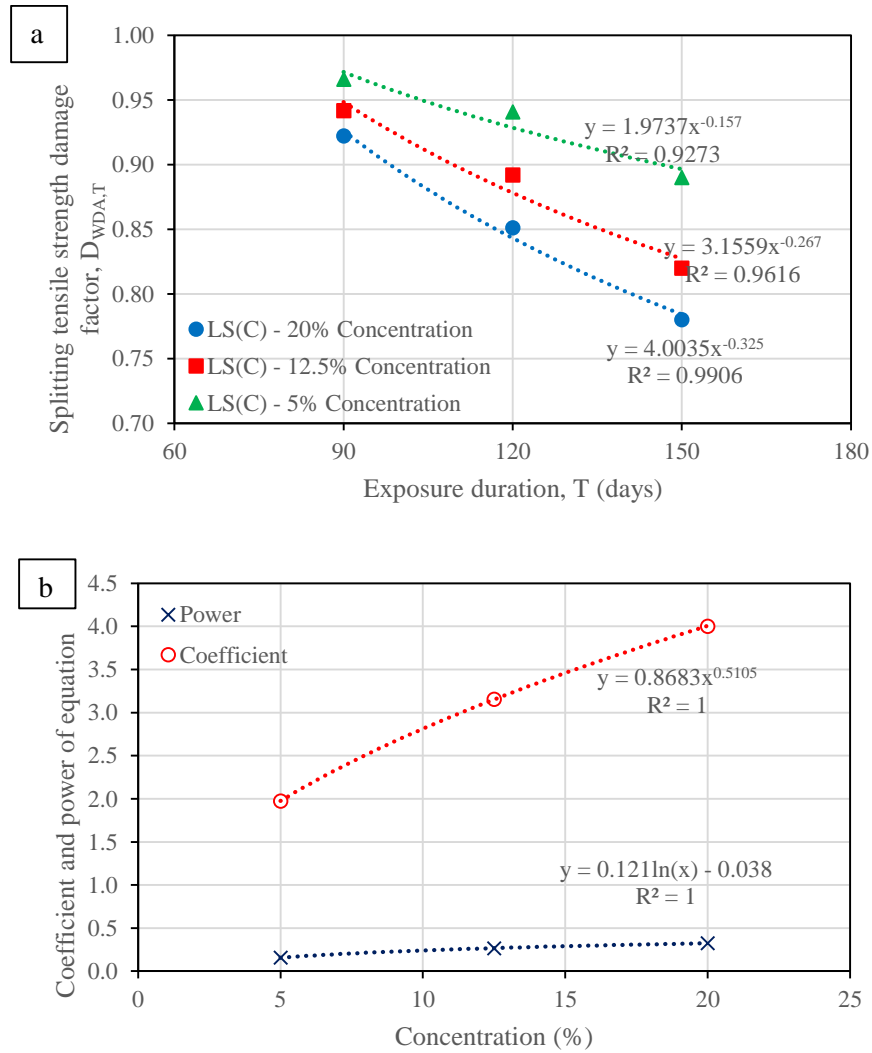 a
1.00
0.95
0.90
0.85
0.80
0.75
0.70
60
90
120
150
180
Splitting tensile strength damage
factor, D_WDA,T
Exposure duration, T (days)
y = 1.9737x^-0.157
R² = 0.9273
y = 3.1559x^-0.267
R² = 0.9616
LS(C) - 20% Concentration
LS(C) - 12.5% Concentration
LS(C) - 5% Concentration
y = 4.0035x^-0.325
R² = 0.9906
b
4.5
4.0
3.5
3.0
2.5
2.0
1.5
1.0
0.5
0.0
0
5
10
15
20
25
Coefficient and power of equation
Concentration (%)
Power
Coefficient
y = 0.8683x^0.5105
R² = 1
y = 0.121ln(x) - 0.038
R² = 1